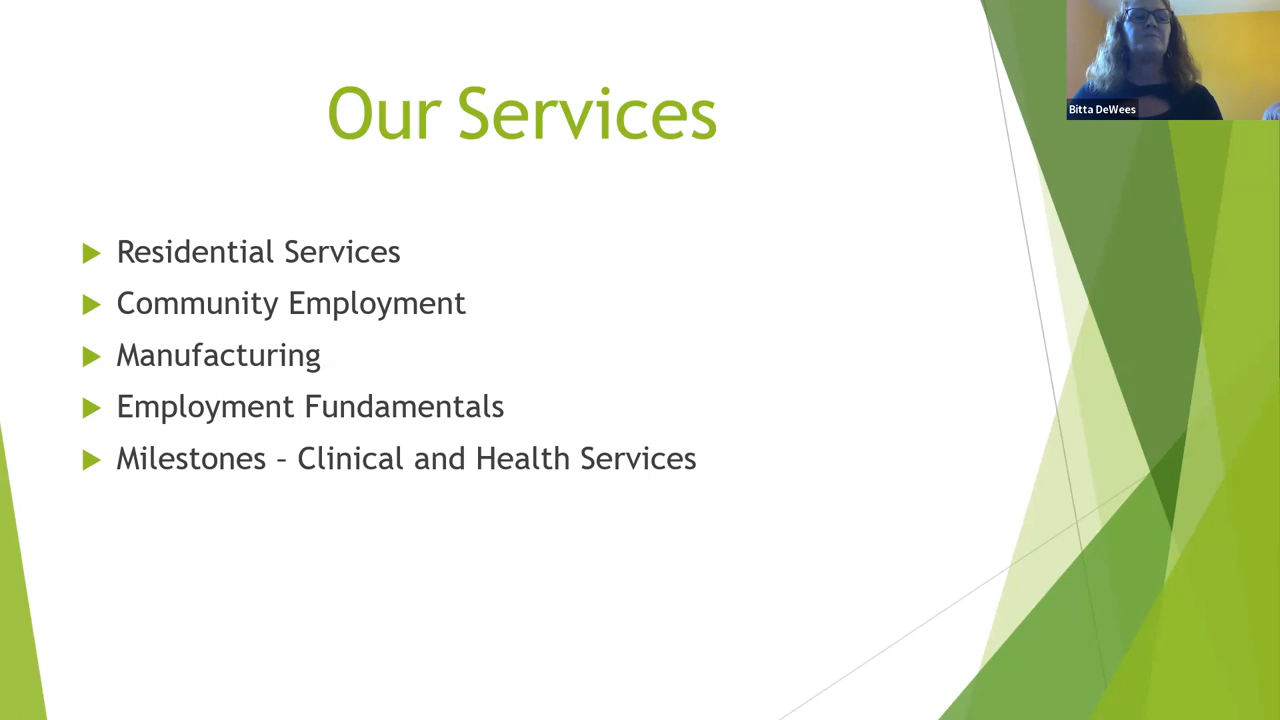 Our Services
Residential Services
Community Employment
Manufacturing
Employment Fundamentals
Milestones – Clinical and Health Services
Bitta DeWees